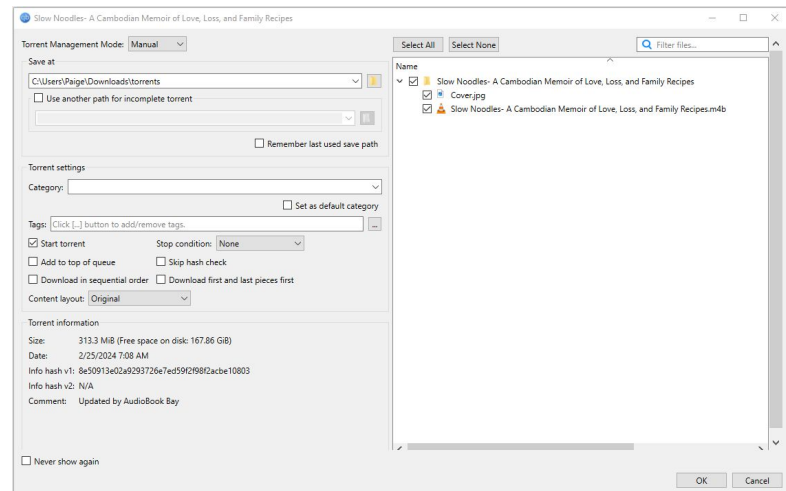 Slow Noodles- A Cambodian Memoir of Love, Loss, and Family Recipes
Torrent Management Mode: Manual
Save at
C:\Users\Paige\Downloads\torrents
Use another path for incomplete torrent
Remember last used save path
Torrent settings
Category:
Set as default category
Tags: Click [...] button to add/remove tags. ...
Start torrent Stop condition: None
Add to top of queue Skip hash check
Download in sequential order Download first and last pieces first
Content layout: Original
Torrent information
Size: 313.3 MiB (Free space on disk: 167.86 GiB)
Date: 2/25/2024 7:08 AM
Info hash v1: 8e50913e02a9293726e7ed59f2f98f2acbe10803
Info hash v2: N/A
Comment: Updated by AudioBook Bay
Never show again
Select All Select None Filter files...
Name
Slow Noodles- A Cambodian Memoir of Love, Loss, and Family Recipes
Cover.jpg
Slow Noodles- A Cambodian Memoir of Love, Loss, and Family Recipes.m4b
OK Cancel